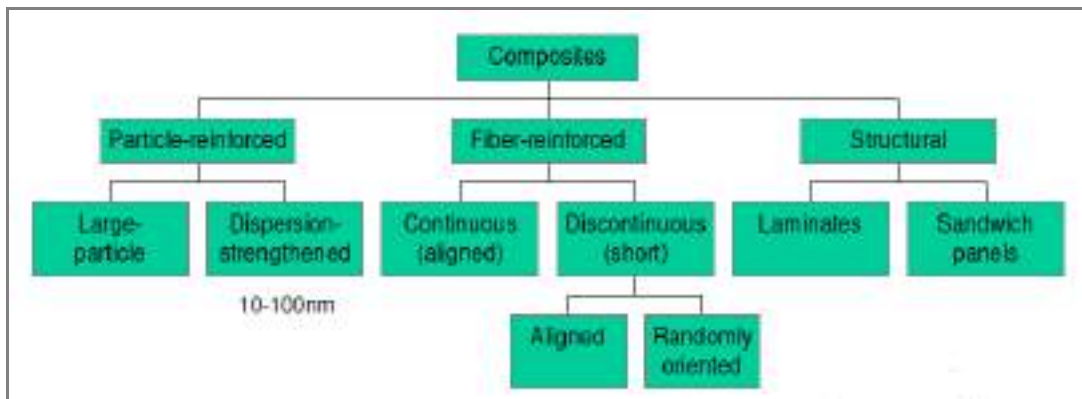 Composites
Particle-reinforced
Fiber-reinforced
Structural
Large-
particle
Dispersion-
strengthened
Continuous
(aligned)
Discontinuous
(short)
Laminates
Sandwich
panels
10-100nm
Aligned
Randomly
oriented